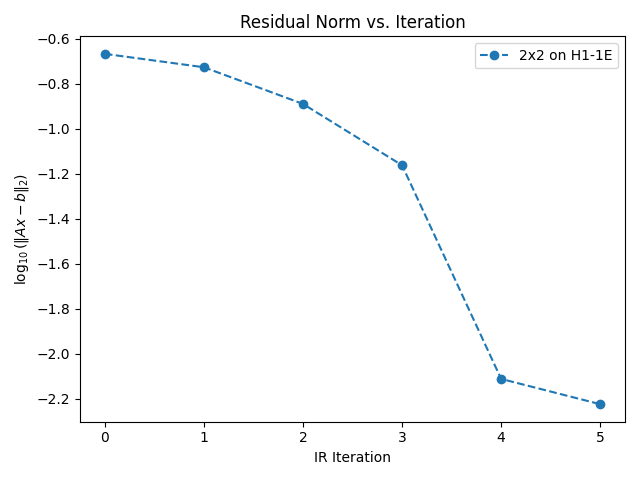 Residual Norm vs. Iteration
2x2 on H1-1E
−0.6
−0.8
−1.0
−1.2
−1.4
−1.6
−1.8
−2.0
−2.2
log₁₀(‖Ax − b‖₂)
0 1 2 3 4 5
IR Iteration